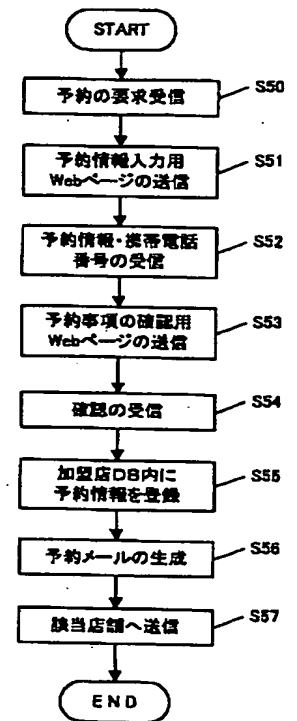 START
予約の要求受信
S50
予約情報入力用
Webページの送信
S51
予約情報・携帯電話
番号の受信
S52
予約事項の確認用
Webページの送信
S53
確認の受信
S54
加盟店DB内に
予約情報を登録
S55
予約メールの生成
S56
該当店舗へ送信
S57
END